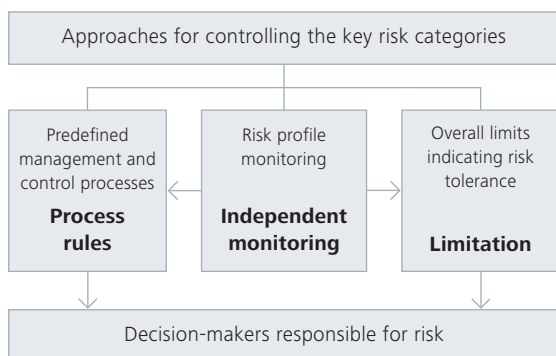 Approaches for controlling the key risk categories
Predefined
management and
control processes
Process
rules
Risk profile
monitoring
Independent
monitoring
Overall limits
indicating risk
tolerance
Limitation
Decision-makers responsible for risk